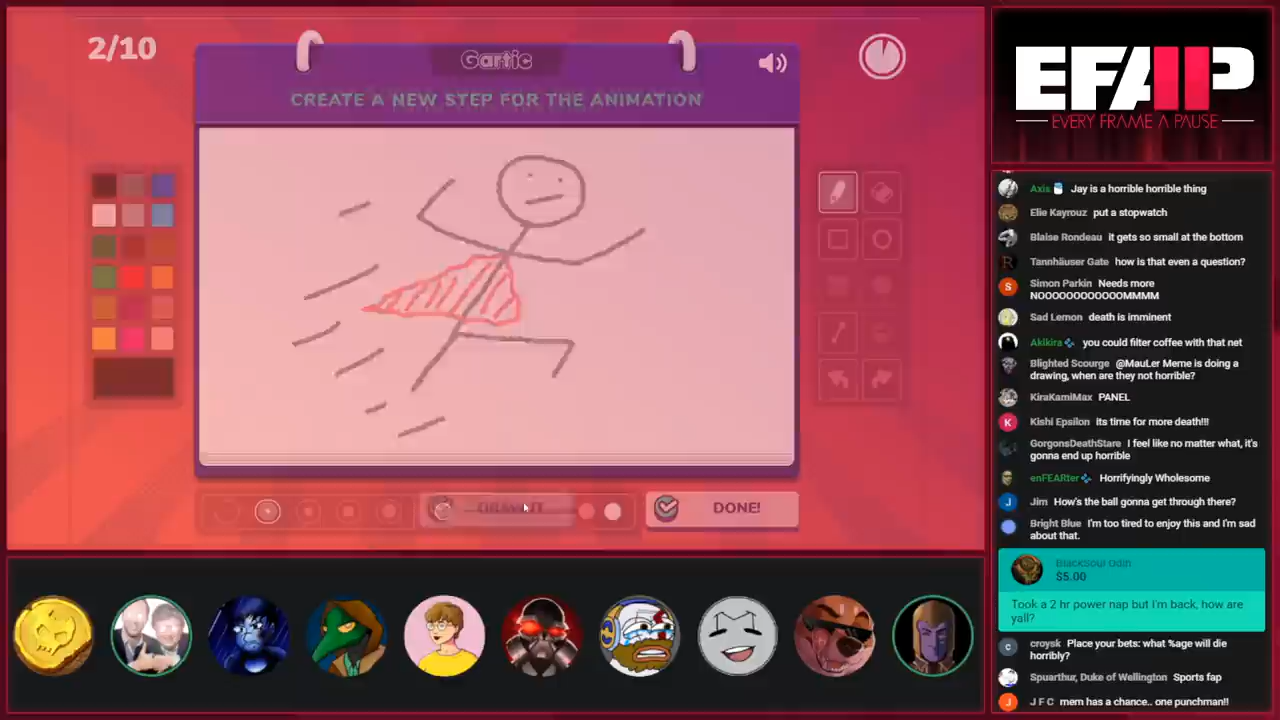 2/10
Gartic
CREATE A NEW STEP FOR THE ANIMATION
DONE!
EFAP
EVERY FRAME A PAUSE
Axis Jay is a horrible horrible thing
Elie Kayrouz put a stopwatch
Blaise Rondeau it gets so small at the bottom
Tannhäuser Gate how is that even a question?
Simon Parkin Needs more
NOOOOOOOOOOOOMMMM
Sad Lemon death is imminent
Aklkira you could filter coffee with that net
Blighted Scourge @MauLer Meme is doing a
drawing, when are they not horrible?
KiraKamiMax PANEL
Kishi Epsilon its time for more death!!!
GorgonsDeathStare I feel like no matter what, it's
gonna end up horrible
enFEARter Horrifyingly Wholesome
Jim How's the ball gonna get through there?
Bright Blue I'm too tired to enjoy this and I'm sad
about that.
BlackSoul Odin
$5.00
Took a 2 hr power nap but I'm back, how are
yall?
croysk Place your bets: what %age will die
horribly?
Spuarthur, Duke of Wellington Sports fap
J F C mem has a chance.. one punchman!!